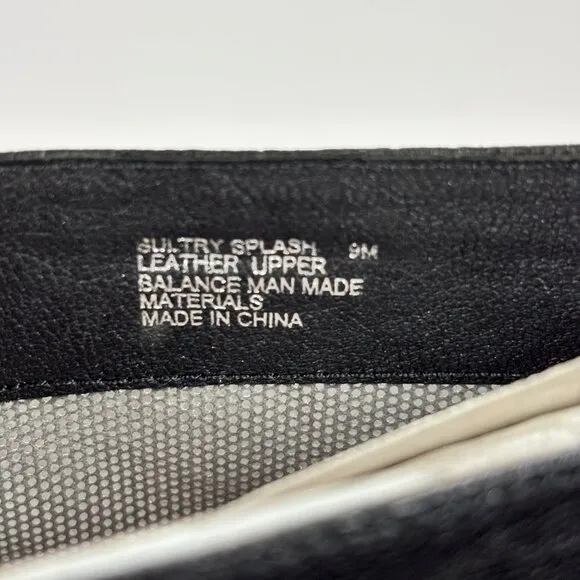 SULTRY SPLASH 9M
LEATHER UPPER
BALANCE MAN MADE
MATERIALS
MADE IN CHINA